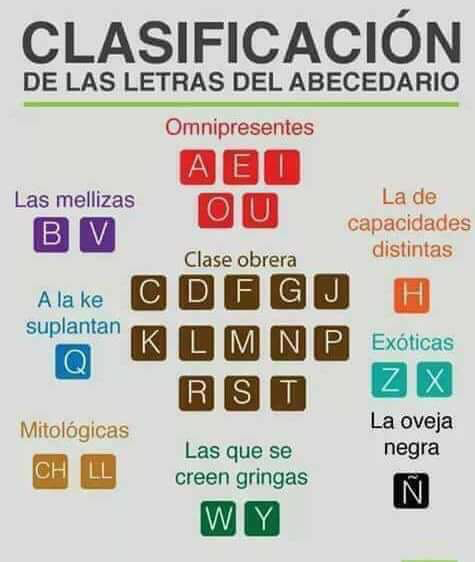 CLASIFICACIÓN
DE LAS LETRAS DEL ABECEDARIO
Omnipresentes
A E I
O U
Las mellizas
B V
La de
capacidades
distintas
H
Clase obrera
C D F G J
K L M N P
R S T
A la ke
suplantan
Q
Exóticas
Z X
Mitológicas
CH LL
Las que se
creen gringas
W Y
La oveja
negra
Ñ